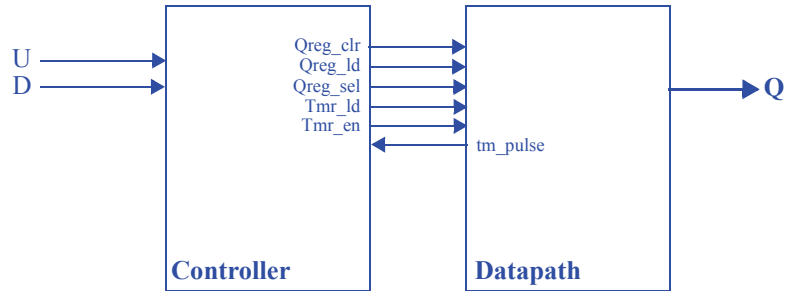 U
D
Qreg_clr
Qreg_ld
Qreg_sel
Tmr_ld
Tmr_en
tm_pulse
Q
Controller
Datapath